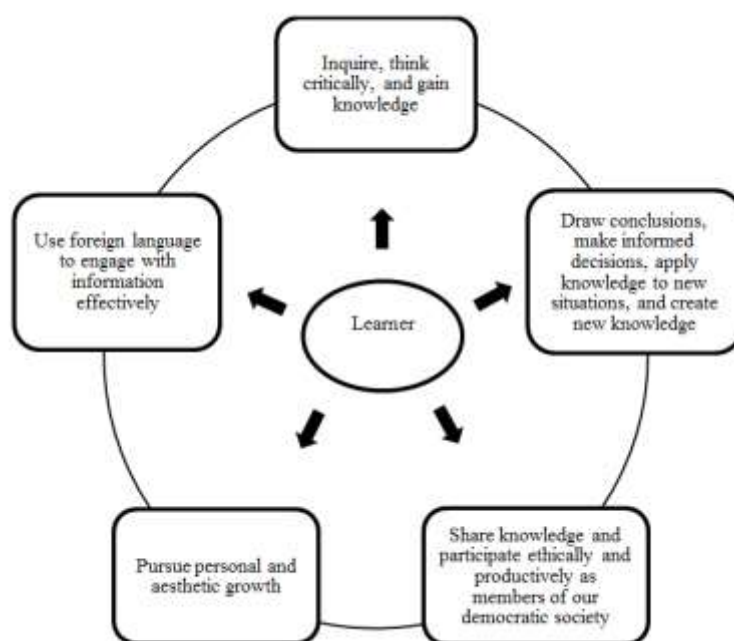 Inquire, think
critically, and gain
knowledge
Use foreign language
to engage with
information
effectively
Draw conclusions,
make informed
decisions, apply
knowledge to new
situations, and create
new knowledge
Learner
Pursue personal and
aesthetic growth
Share knowledge and
participate ethically and
productively as
members of our
democratic society